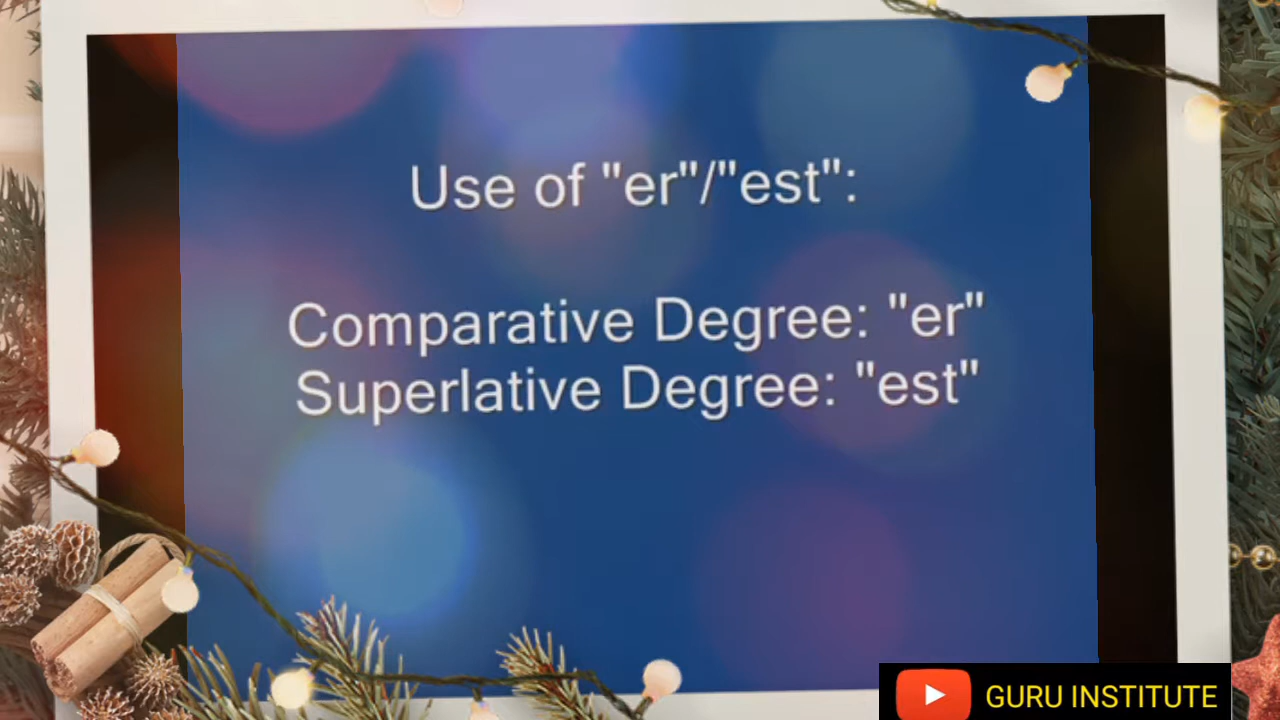 Use of "er"/"est":
Comparative Degree: "er"
Superlative Degree: "est"
GURU INSTITUTE